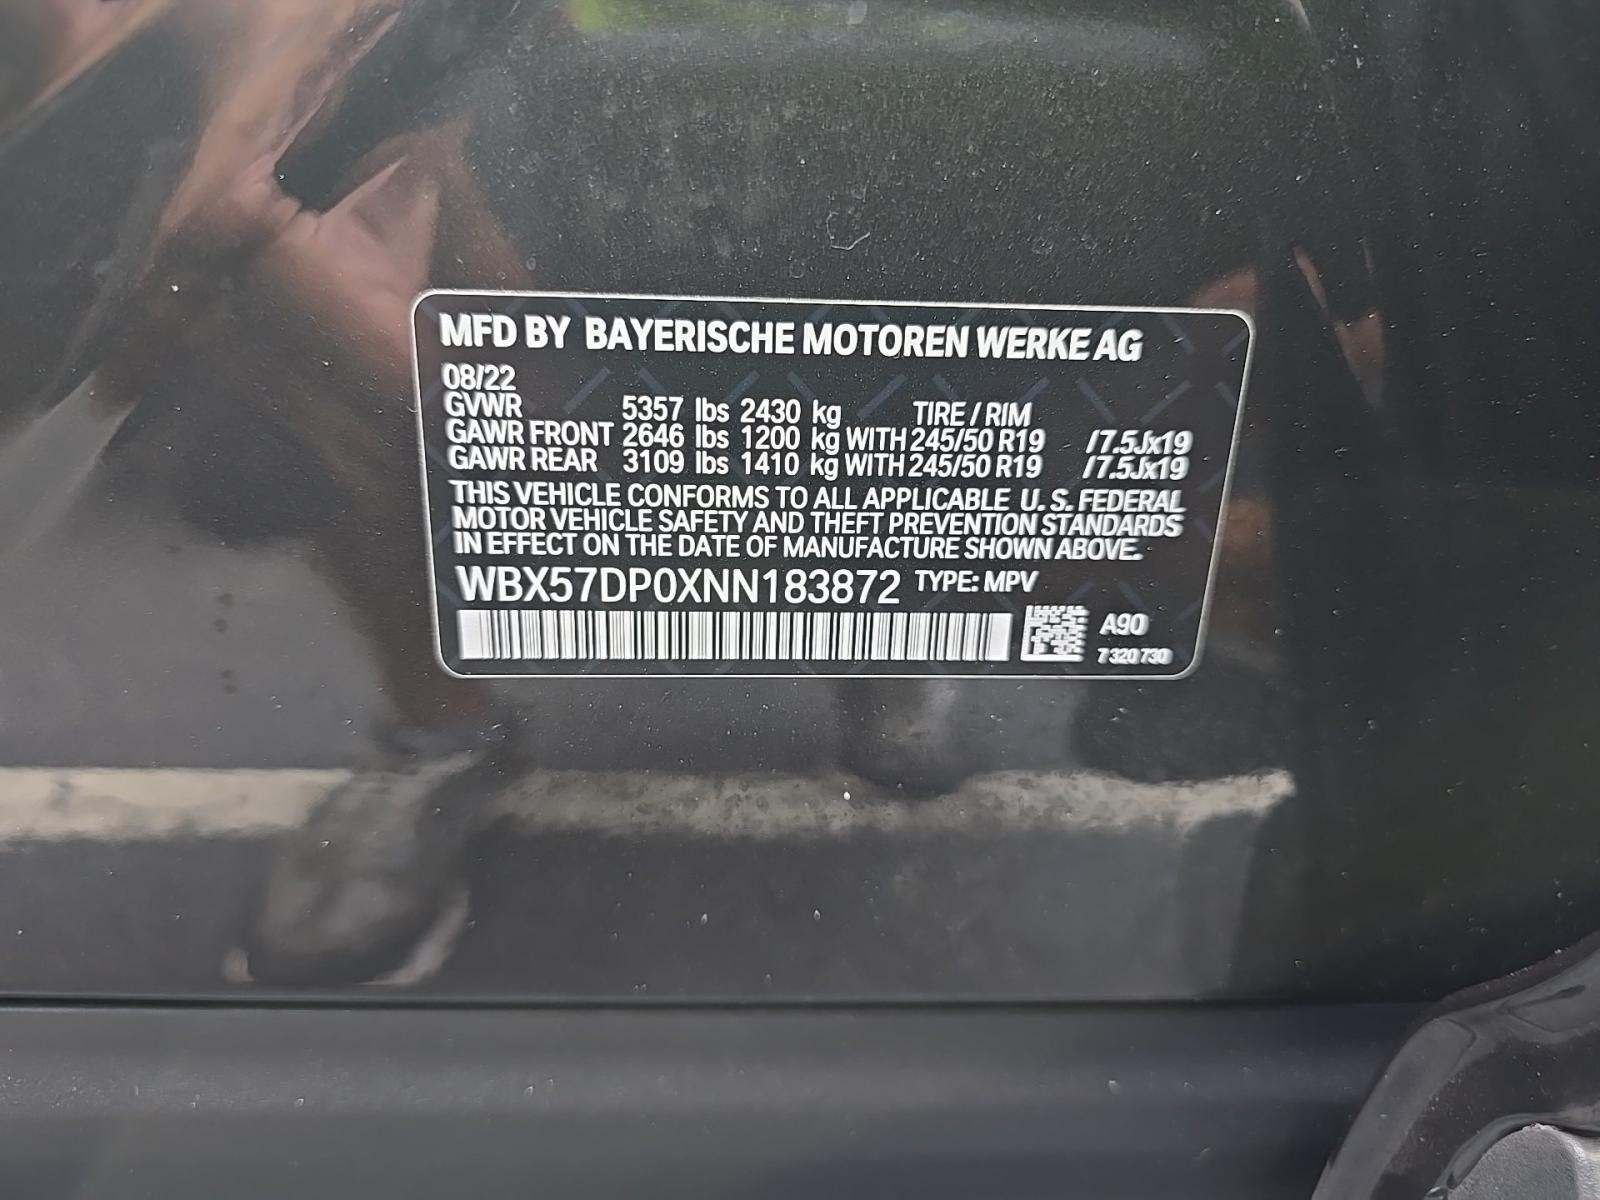 MFD BY BAYERISCHE MOTOREN WERKE AG
08/22
GVWR 5357 lbs 2430 kg TIRE / RIM
GAWR FRONT 2646 lbs 1200 kg WITH 245/50 R19 / 7.5Jx19
GAWR REAR 3109 lbs 1410 kg WITH 245/50 R19 / 7.5Jx19
THIS VEHICLE CONFORMS TO ALL APPLICABLE U. S. FEDERAL
MOTOR VEHICLE SAFETY AND THEFT PREVENTION STANDARDS
IN EFFECT ON THE DATE OF MANUFACTURE SHOWN ABOVE.
WBX57DP0XNN183872 TYPE: MPV
A90
7 320 730